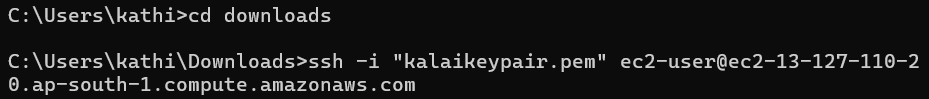 C:\Users\kathi>cd downloads
C:\Users\kathi\Downloads>ssh -i "kalaikeypair.pem" ec2-user@ec2-13-127-110-2
0.ap-south-1.compute.amazonaws.com